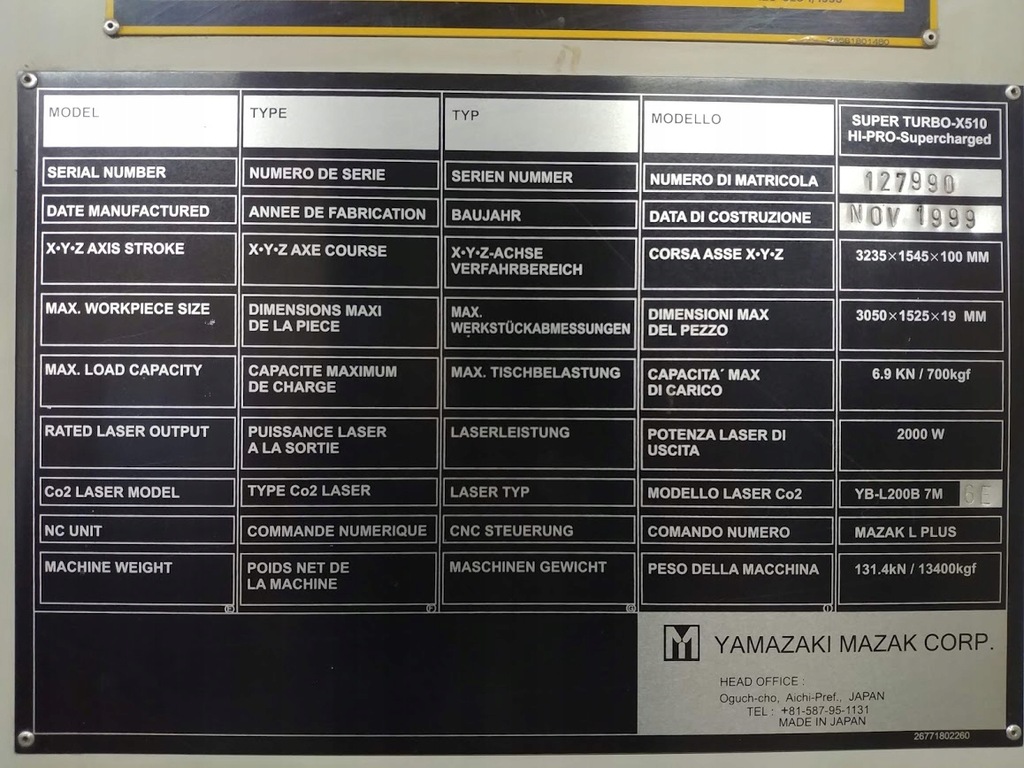 MODEL TYPE TYP MODELLO SUPER TURBO-X510
HI-PRO-Supercharged
SERIAL NUMBER NUMERO DE SERIE SERIEN NUMMER NUMERO DI MATRICOLA 127990
DATE MANUFACTURED ANNEE DE FABRICATION BAUJAHR DATA DI COSTRUZIONE NOV 1999
X·Y·Z AXIS STROKE X·Y·Z AXE COURSE X·Y·Z-ACHSE CORSA ASSE X·Y·Z 3235×1545×100 MM
VERFAHRBEREICH
MAX. WORKPIECE SIZE DIMENSIONS MAXI MAX. DIMENSIONI MAX 3050×1525×19 MM
DE LA PIECE WERKSTÜCKABMESSUNGEN DEL PEZZO
MAX. LOAD CAPACITY CAPACITE MAXIMUM MAX. TISCHBELASTUNG CAPACITA´ MAX 6.9 KN / 700kgf
DE CHARGE DI CARICO
RATED LASER OUTPUT PUISSANCE LASER LASERLEISTUNG POTENZA LASER DI 2000 W
A LA SORTIE USCITA
Co2 LASER MODEL TYPE Co2 LASER LASER TYP MODELLO LASER Co2 YB-L200B 7M 6E
NC UNIT COMMANDE NUMERIQUE CNC STEUERUNG COMANDO NUMERO MAZAK L PLUS
MACHINE WEIGHT POIDS NET DE MASCHINEN GEWICHT PESO DELLA MACCHINA 131.4kN / 13400kgf
LA MACHINE
E F G I
M YAMAZAKI MAZAK CORP.
HEAD OFFICE :
Oguch-cho, Aichi-Pref., JAPAN
TEL : +81-587-95-1131
MADE IN JAPAN
26771802260